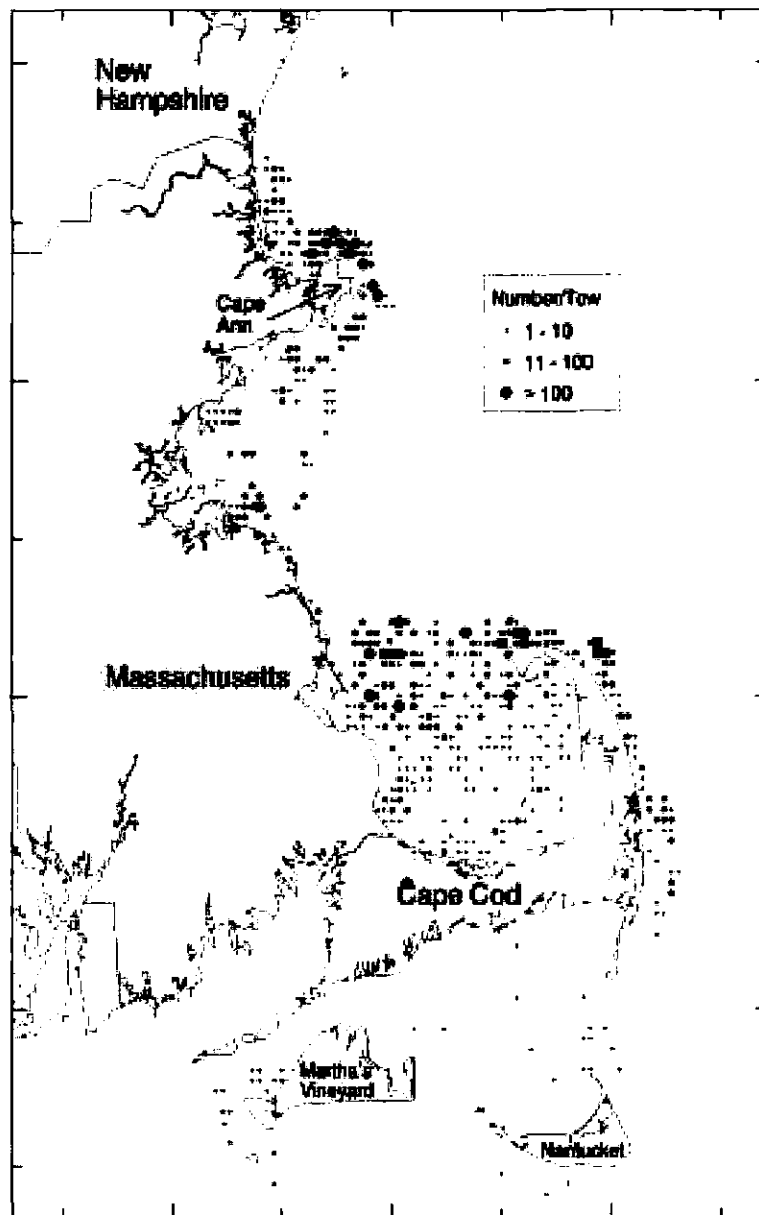 New
Hampshire
Cape
Ann
Number/Tow
1 - 10
11 - 100
> 100
Massachusetts
Cape Cod
Martha's
Vineyard
Nantucket